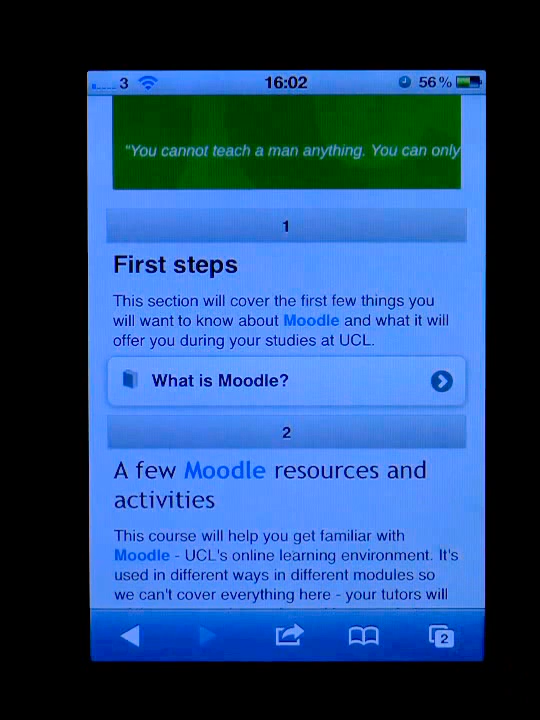 3 16:02 56%
"You cannot teach a man anything. You can only
1
First steps
This section will cover the first few things you
will want to know about Moodle and what it will
offer you during your studies at UCL.
What is Moodle?
2
A few Moodle resources and
activities
This course will help you get familiar with
Moodle - UCL's online learning environment. It's
used in different ways in different modules so
we can't cover everything here - your tutors will
2